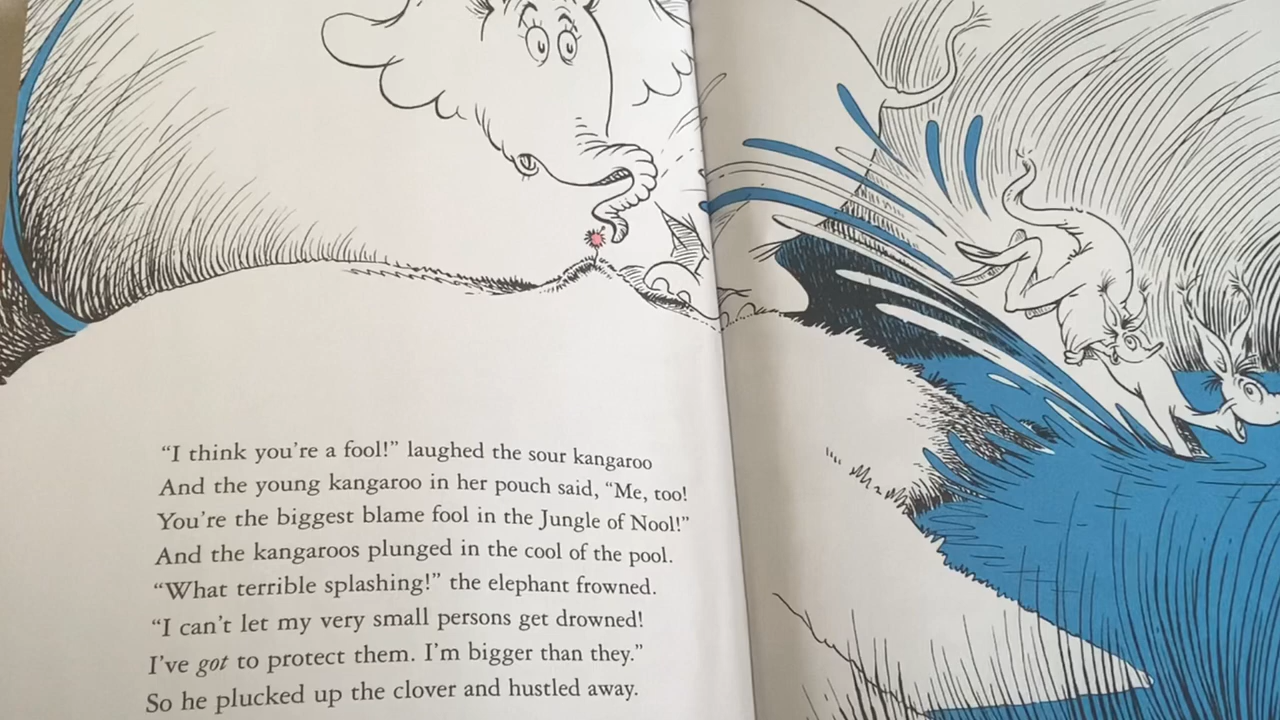 “I think you’re a fool!” laughed the sour kangaroo
And the young kangaroo in her pouch said, “Me, too!
You’re the biggest blame fool in the Jungle of Nool!”
And the kangaroos plunged in the cool of the pool.
“What terrible splashing!” the elephant frowned.
“I can’t let my very small persons get drowned!
I’ve got to protect them. I’m bigger than they.”
So he plucked up the clover and hustled away.